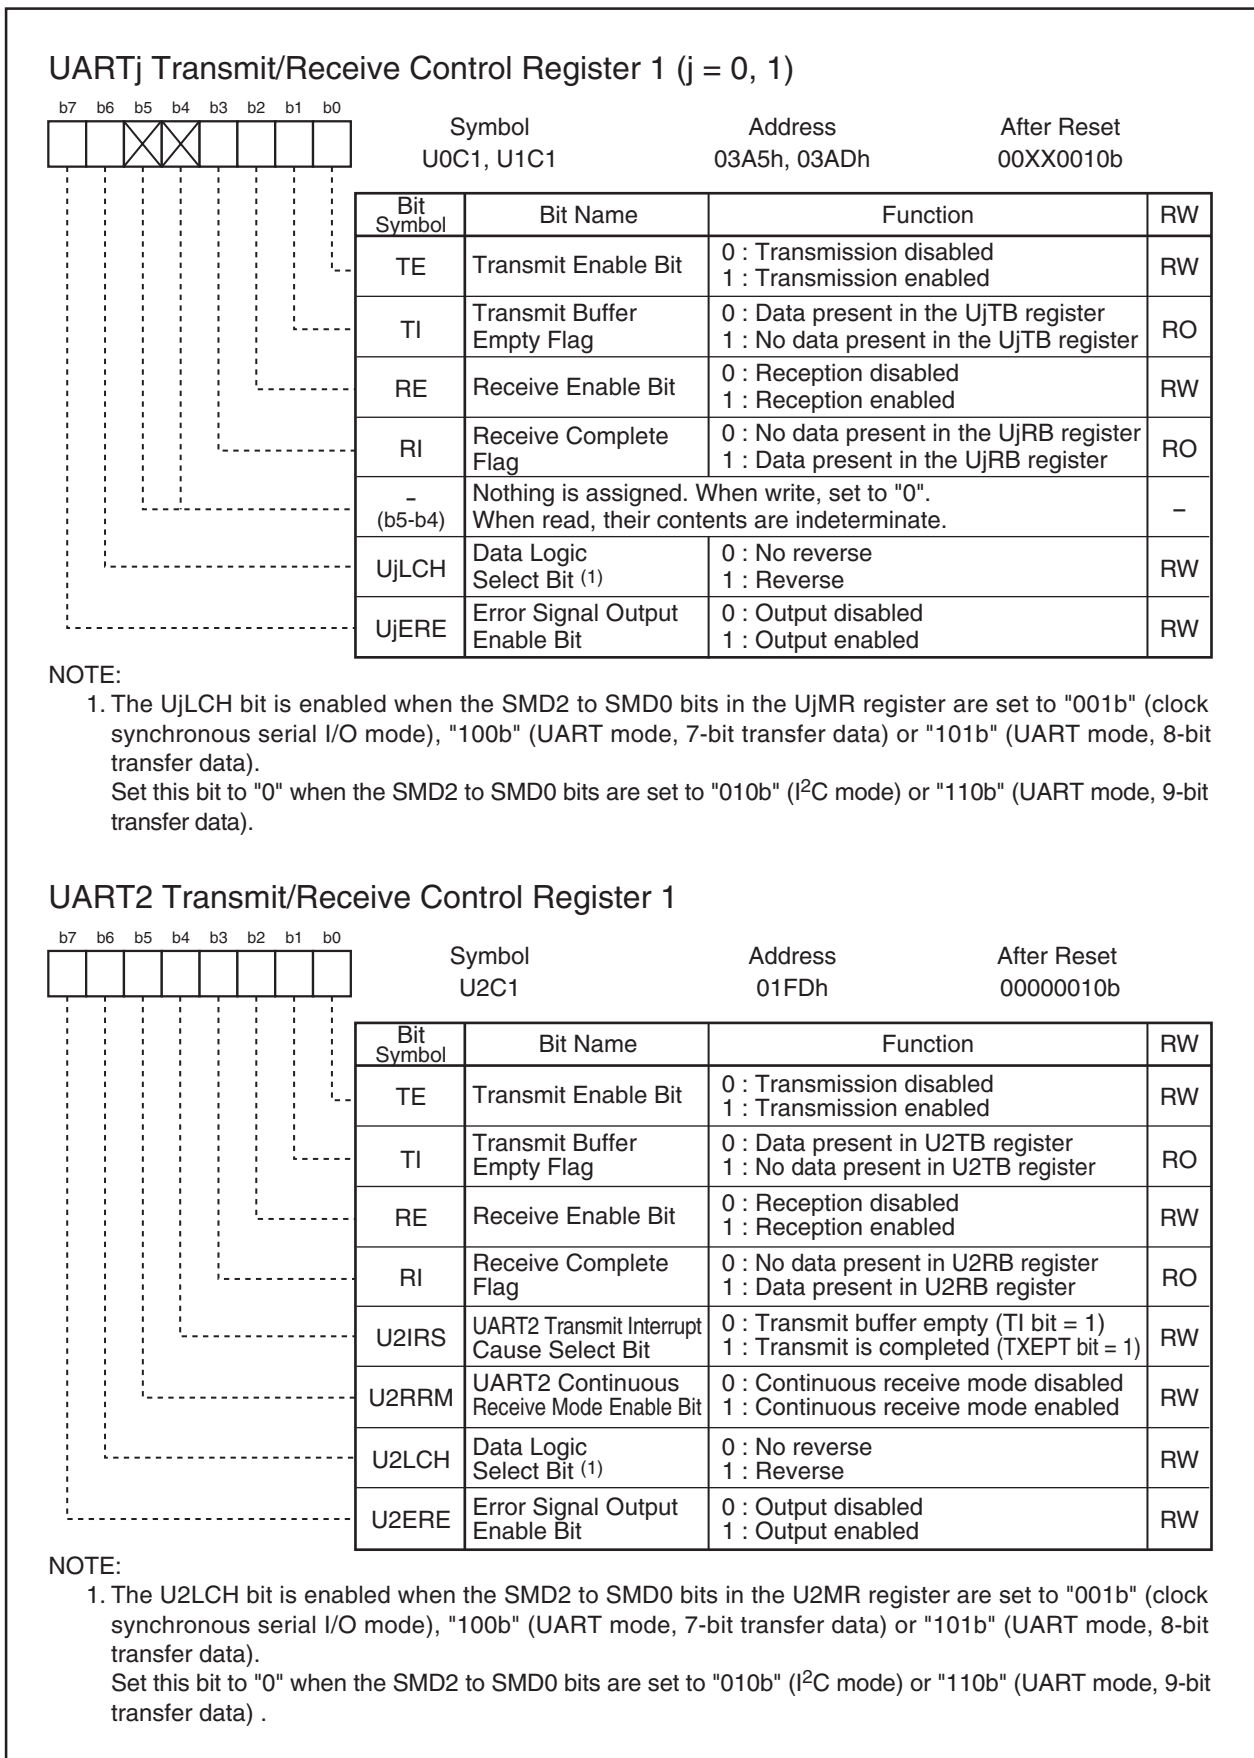 UARTj Transmit/Receive Control Register 1 (j = 0, 1)
b7 b6 b5 b4 b3 b2 b1 b0
Symbol Address After Reset
U0C1, U1C1 03A5h, 03ADh 00XX0010b
Bit Symbol Bit Name Function RW
TE Transmit Enable Bit 0 : Transmission disabled
1 : Transmission enabled RW
TI Transmit Buffer Empty Flag 0 : Data present in the UjTB register
1 : No data present in the UjTB register RO
RE Receive Enable Bit 0 : Reception disabled
1 : Reception enabled RW
RI Receive Complete Flag 0 : No data present in the UjRB register
1 : Data present in the UjRB register RO
– (b5-b4) Nothing is assigned. When write, set to "0".
When read, their contents are indeterminate. –
UjLCH Data Logic Select Bit (1) 0 : No reverse
1 : Reverse RW
UjERE Error Signal Output Enable Bit 0 : Output disabled
1 : Output enabled RW
NOTE:
1. The UjLCH bit is enabled when the SMD2 to SMD0 bits in the UjMR register are set to "001b" (clock
synchronous serial I/O mode), "100b" (UART mode, 7-bit transfer data) or "101b" (UART mode, 8-bit
transfer data).
Set this bit to "0" when the SMD2 to SMD0 bits are set to "010b" (I²C mode) or "110b" (UART mode, 9-bit
transfer data).
UART2 Transmit/Receive Control Register 1
b7 b6 b5 b4 b3 b2 b1 b0
Symbol Address After Reset
U2C1 01FDh 00000010b
Bit Symbol Bit Name Function RW
TE Transmit Enable Bit 0 : Transmission disabled
1 : Transmission enabled RW
TI Transmit Buffer Empty Flag 0 : Data present in U2TB register
1 : No data present in U2TB register RO
RE Receive Enable Bit 0 : Reception disabled
1 : Reception enabled RW
RI Receive Complete Flag 0 : No data present in U2RB register
1 : Data present in U2RB register RO
U2IRS UART2 Transmit Interrupt Cause Select Bit 0 : Transmit buffer empty (TI bit = 1)
1 : Transmit is completed (TXEPT bit = 1) RW
U2RRM UART2 Continuous Receive Mode Enable Bit 0 : Continuous receive mode disabled
1 : Continuous receive mode enabled RW
U2LCH Data Logic Select Bit (1) 0 : No reverse
1 : Reverse RW
U2ERE Error Signal Output Enable Bit 0 : Output disabled
1 : Output enabled RW
NOTE:
1. The U2LCH bit is enabled when the SMD2 to SMD0 bits in the U2MR register are set to "001b" (clock
synchronous serial I/O mode), "100b" (UART mode, 7-bit transfer data) or "101b" (UART mode, 8-bit
transfer data).
Set this bit to "0" when the SMD2 to SMD0 bits are set to "010b" (I²C mode) or "110b" (UART mode, 9-bit
transfer data) .